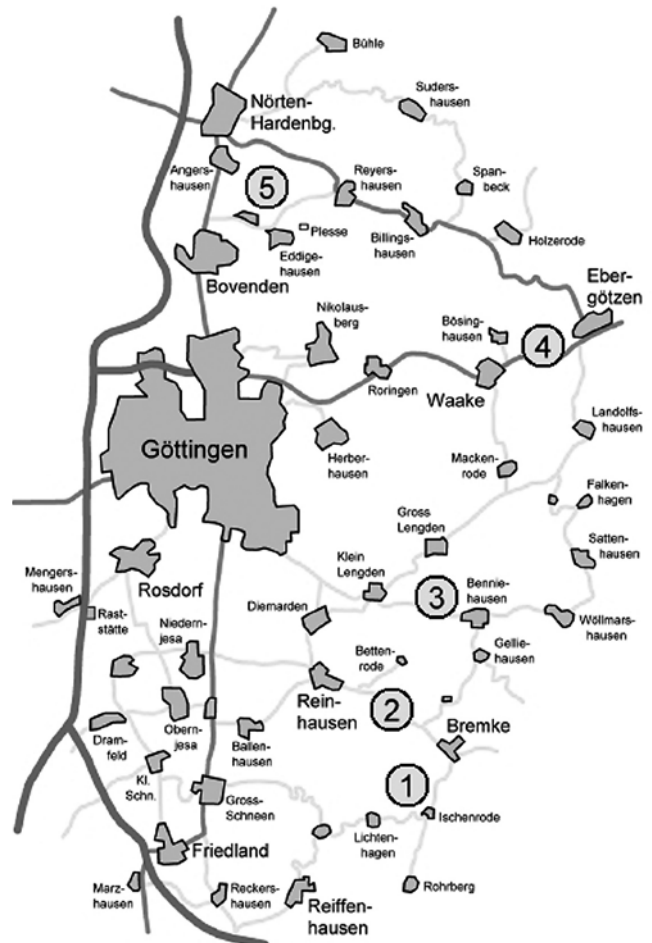 Bühle
Suders-
hausen
Nörten-
Hardenbg.
Angers-
hausen
5
Reyers-
hausen
Span-
beck
Plesse
Eddige-
hausen
Billings-
hausen
Holzerode
Bovenden
Eber-
götzen
Nikolaus-
berg
Bösing-
hausen
4
Roringen
Waake
Göttingen
Herber-
hausen
Landolfs-
hausen
Macken-
rode
Falken-
hagen
Gross
Lengden
Satten-
hausen
Klein
Lengden
Mengers-
hausen
Rosdorf
3
Bennie-
hausen
Rast-
stätte
Diemarden
Wöllmars-
hausen
Niedern-
jesa
Betten-
rode
Gellie-
hausen
Rein-
hausen
2
Bremke
Dram-
feld
Obern-
jesa
Ballen-
hausen
Kl.
Schn.
1
Gross-
Schneen
Ischenrode
Lichten-
hagen
Friedland
Marz-
hausen
Reckers-
hausen
Reiffen-
hausen
Rohrberg